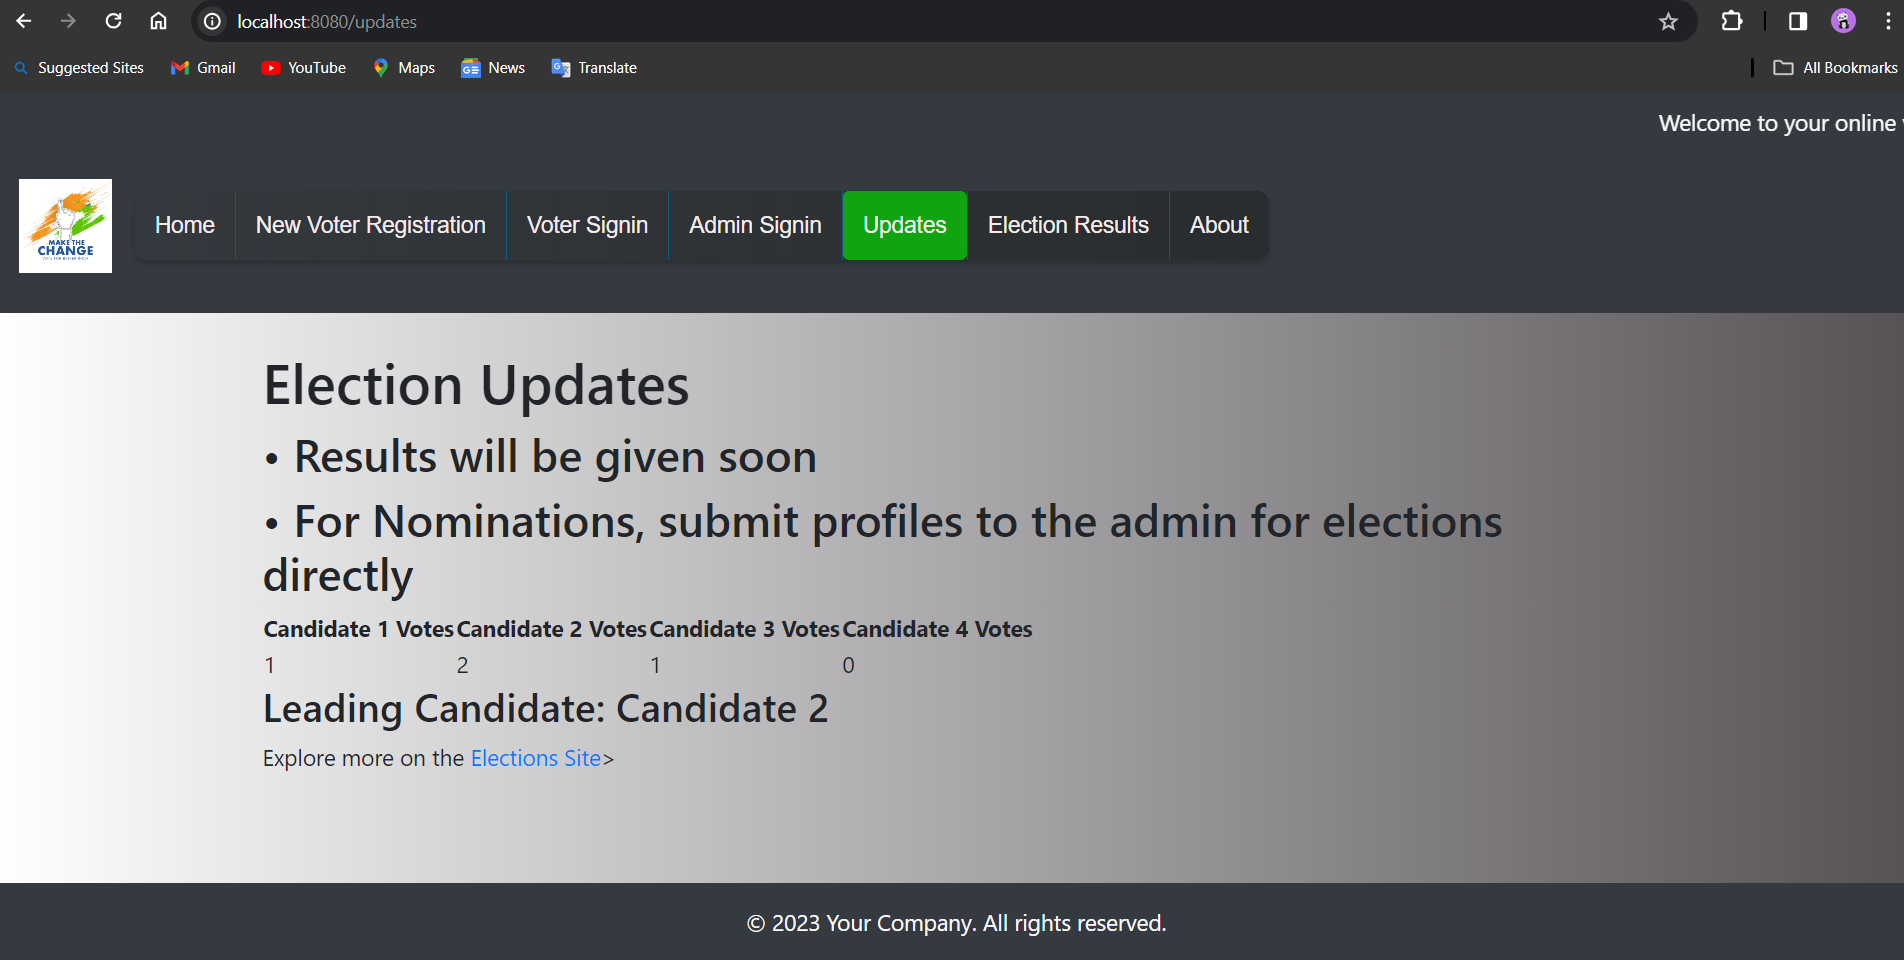 localhost:8080/updates
Suggested Sites Gmail YouTube Maps News Translate All Bookmarks
Welcome to your online
MAKE THE
CHANGE
VOTE FOR BETTER INDIA
Home New Voter Registration Voter Signin Admin Signin Updates Election Results About
Election Updates
• Results will be given soon
• For Nominations, submit profiles to the admin for elections
directly
Candidate 1 Votes Candidate 2 Votes Candidate 3 Votes Candidate 4 Votes
1 2 1 0
Leading Candidate: Candidate 2
Explore more on the Elections Site>
© 2023 Your Company. All rights reserved.